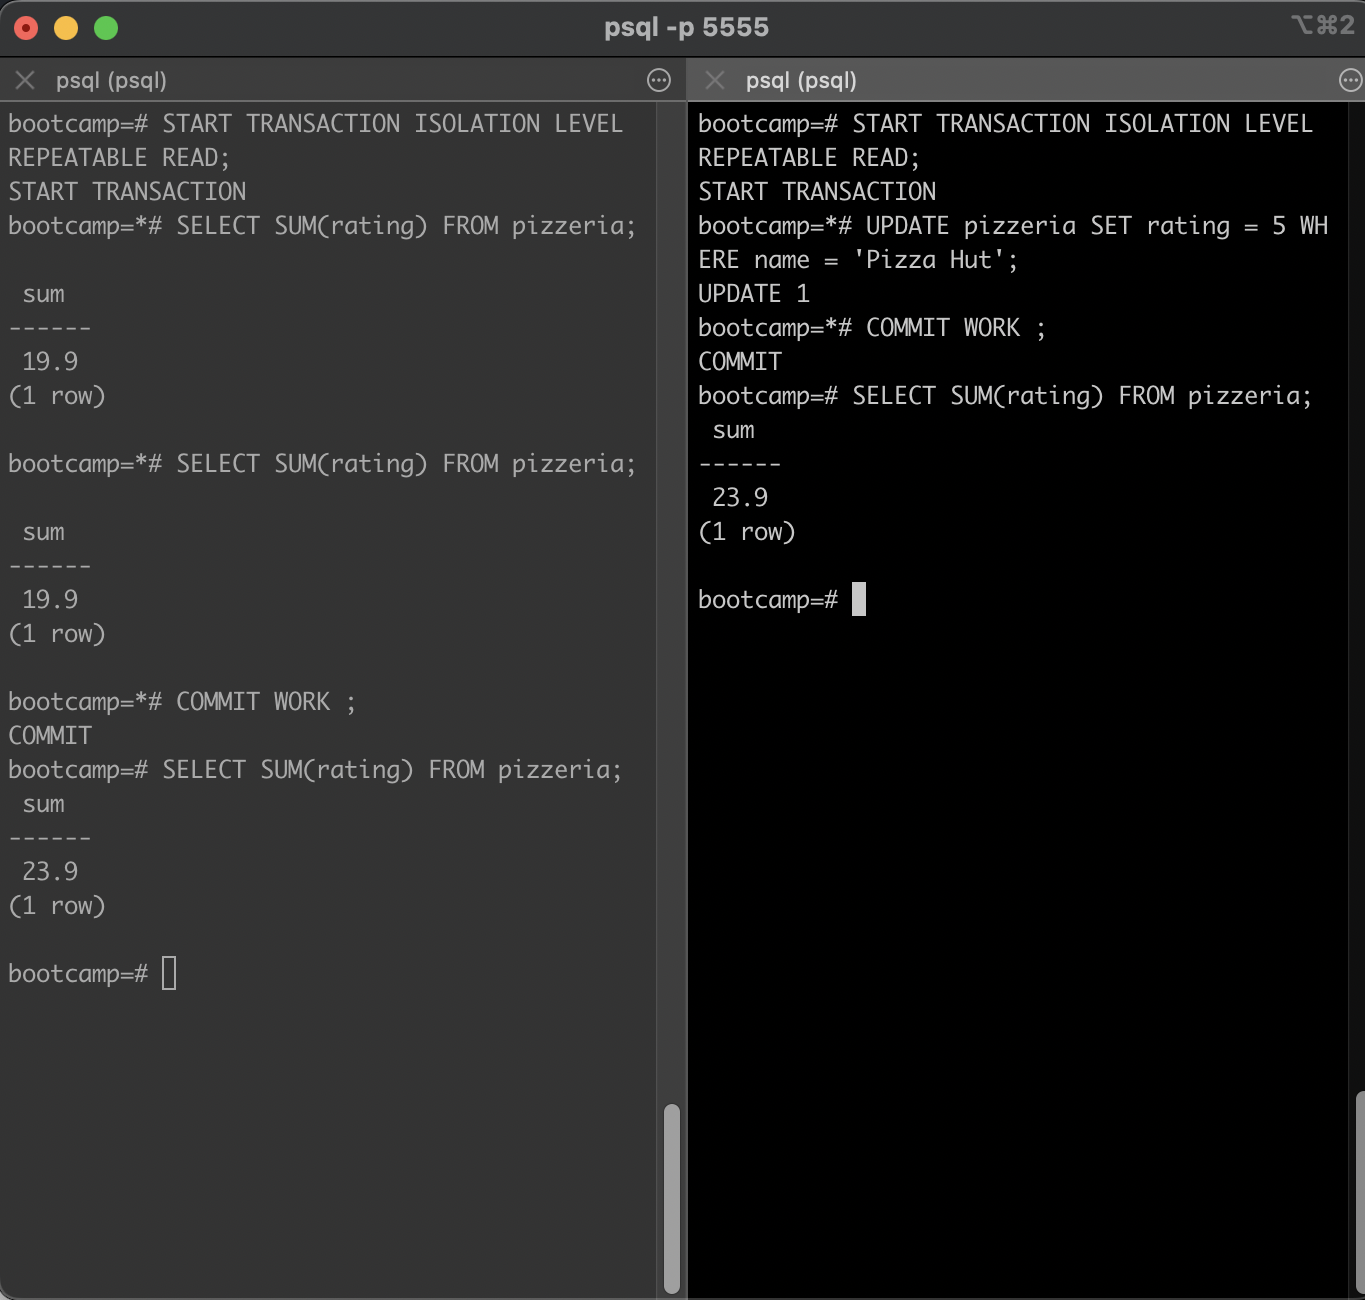 psql -p 5555
⌥⌘2
psql (psql)
bootcamp=# START TRANSACTION ISOLATION LEVEL
REPEATABLE READ;
START TRANSACTION
bootcamp=*# SELECT SUM(rating) FROM pizzeria;
sum
------
19.9
(1 row)
bootcamp=*# SELECT SUM(rating) FROM pizzeria;
sum
------
19.9
(1 row)
bootcamp=*# COMMIT WORK ;
COMMIT
bootcamp=# SELECT SUM(rating) FROM pizzeria;
sum
------
23.9
(1 row)
bootcamp=#
psql (psql)
bootcamp=# START TRANSACTION ISOLATION LEVEL
REPEATABLE READ;
START TRANSACTION
bootcamp=*# UPDATE pizzeria SET rating = 5 WH
ERE name = 'Pizza Hut';
UPDATE 1
bootcamp=*# COMMIT WORK ;
COMMIT
bootcamp=# SELECT SUM(rating) FROM pizzeria;
sum
------
23.9
(1 row)
bootcamp=#